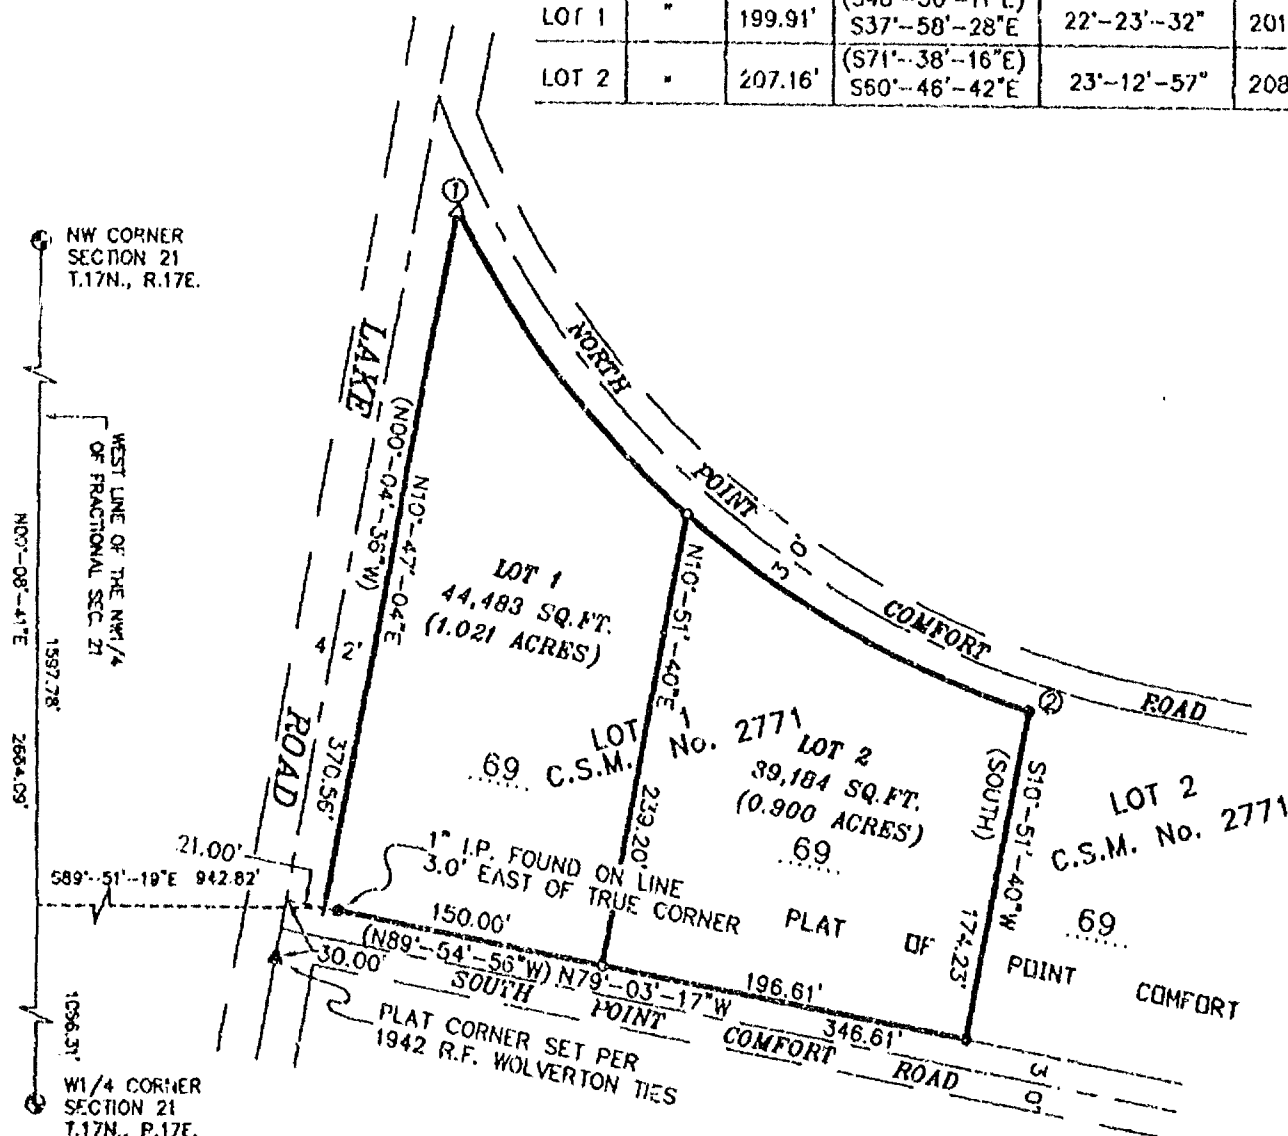 (S48°-50'-11"E)
LOT 1 " 199.91' S37°-58'-28"E 22°-23'-32" 201
(S71°-38'-16"E)
LOT 2 " 207.16' S60°-46'-42"E 23°-12'-57" 208
1
NW CORNER
SECTION 21
T.17N., R.17E.
LAKE
ROAD
NORTH
POINT
COMFORT
ROAD
30
(N00°-04'-36"W)
N10°-47'-04"E
370.56'
42'
WEST LINE OF THE NW1/4
OF FRACTIONAL SEC. 21
N00°-08'-41"E
2654.09'
1597.78'
1056.31'
LOT 1
44,483 SQ.FT.
(1.021 ACRES)
N10°-51'-40"E
239.20'
LOT 1
C.S.M. No. 2771
69
LOT 2
39,184 SQ.FT.
(0.900 ACRES)
69
2
(SOUTH)
S10°-51'-40"W
174.23'
LOT 2
C.S.M. No. 2771
69
21.00'
S89°-51'-19"E 942.82'
1" I.P. FOUND ON LINE
3.0' EAST OF TRUE CORNER
PLAT OF POINT COMFORT
150.00'
(N89°-54'-56"W) N79°-03'-17"W
196.61'
346.61'
30.00'
SOUTH POINT COMFORT ROAD
30'
PLAT CORNER SET PER
1942 R.F. WOLVERTON TIES
W1/4 CORNER
SECTION 21
T.17N., R.17E.